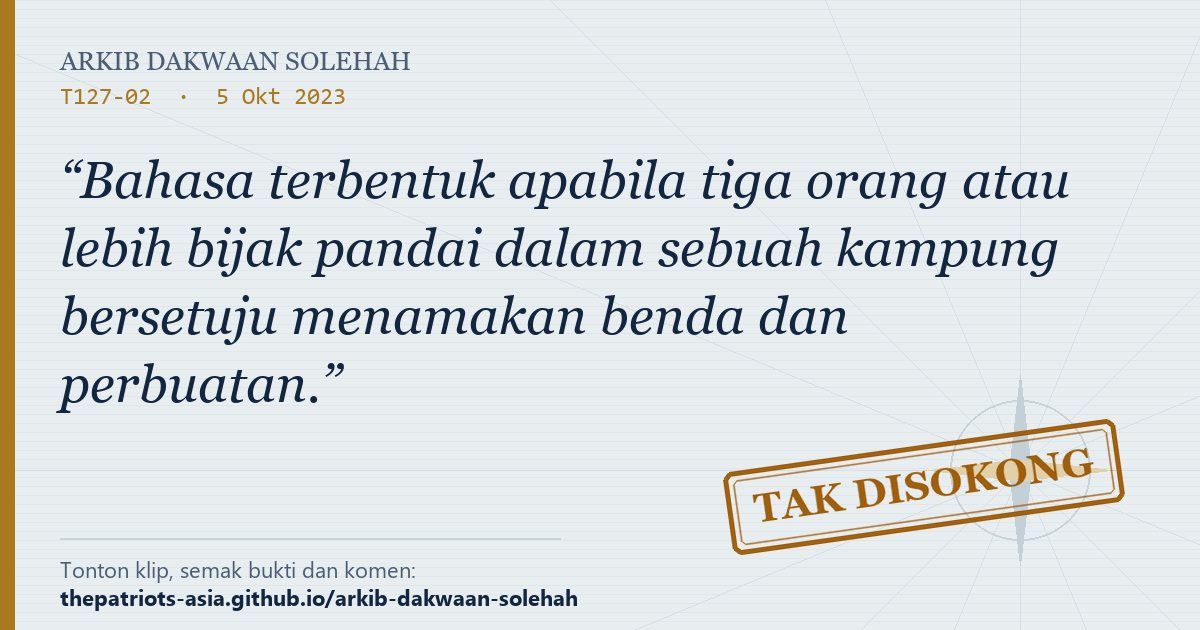 ARKIB DAKWAAN SOLEHAH
T127-02 · 5 Okt 2023
“Bahasa terbentuk apabila tiga orang atau
lebih bijak pandai dalam sebuah kampung
bersetuju menamakan benda dan
perbuatan.”
TAK DISOKONG
Tonton klip, semak bukti dan komen:
thepatriots-asia.github.io/arkib-dakwaan-solehah